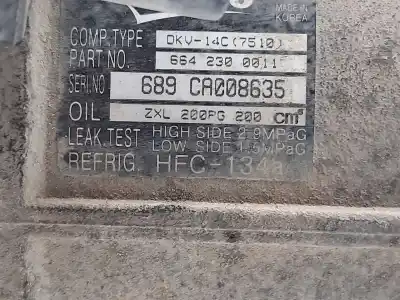 MADE IN
KOREA
COMP.TYPE DKV-14C(7510)
PART NO. 664 230 0011
SERI.NO 689 CA008635
OIL ZXL 200PG 200 cm³
LEAK.TEST HIGH SIDE 2.9MPaG
LOW SIDE 1.5MPaG
REFRIG. HFC-134a